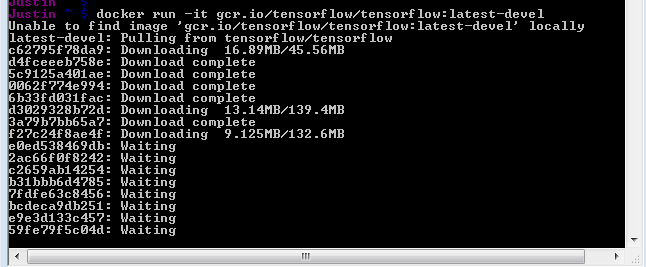 Justin ~ $
Justin ~ $ docker run -it gcr.io/tensorflow/tensorflow:latest-devel
Unable to find image 'gcr.io/tensorflow/tensorflow:latest-devel' locally
latest-devel: Pulling from tensorflow/tensorflow
c62795f78da9: Downloading 16.89MB/45.56MB
d4fceeeb758e: Download complete
5c9125a401ae: Download complete
0062f774e994: Download complete
6b33fd031fac: Download complete
d3029328b72d: Downloading 13.14MB/139.4MB
3a79b7bb65a7: Download complete
f27c24f8ae4f: Downloading 9.125MB/132.6MB
e0ed538469db: Waiting
2ac66f0f8242: Waiting
c2659ab14254: Waiting
b31bbb6d4785: Waiting
7fdfe63c8456: Waiting
bcdeca9db251: Waiting
e9e3d133c457: Waiting
59fe79f5c04d: Waiting